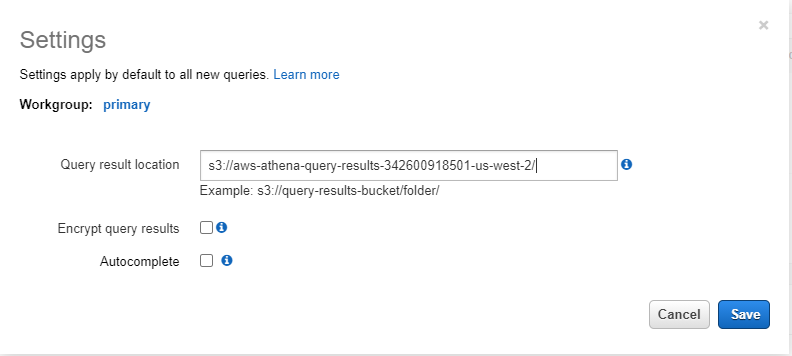 Settings
×
Settings apply by default to all new queries. Learn more
Workgroup: primary
Query result location s3://aws-athena-query-results-342600918501-us-west-2/
Example: s3://query-results-bucket/folder/
Encrypt query results
Autocomplete
Cancel Save